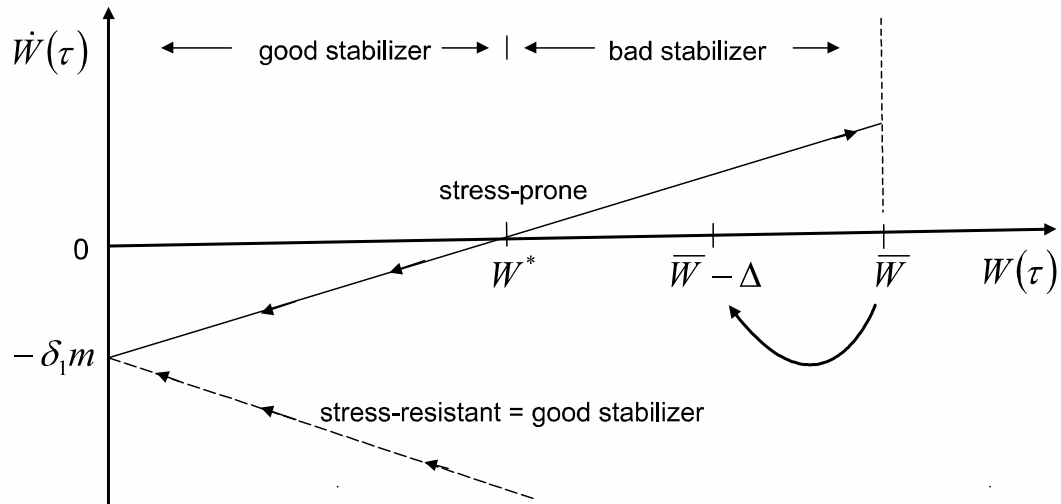 Ẇ(τ)
good stabilizer
bad stabilizer
stress-prone
0
W*
W̅ − Δ
W̅
W(τ)
−δ₁m
stress-resistant = good stabilizer